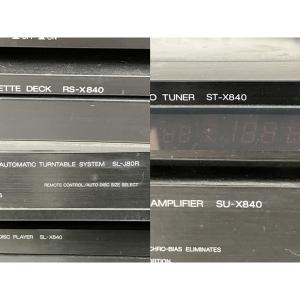 ETTE DECK RS-X840
AUTOMATIC TURNTABLE SYSTEM SL-J80R
REMOTE CONTROL/AUTO DISC SIZE SELECT
DISC PLAYER SL-X840
O TUNER ST-X840
AMPLIFIER SU-X840
CHRO-BIAS ELIMINATES
ORTION.